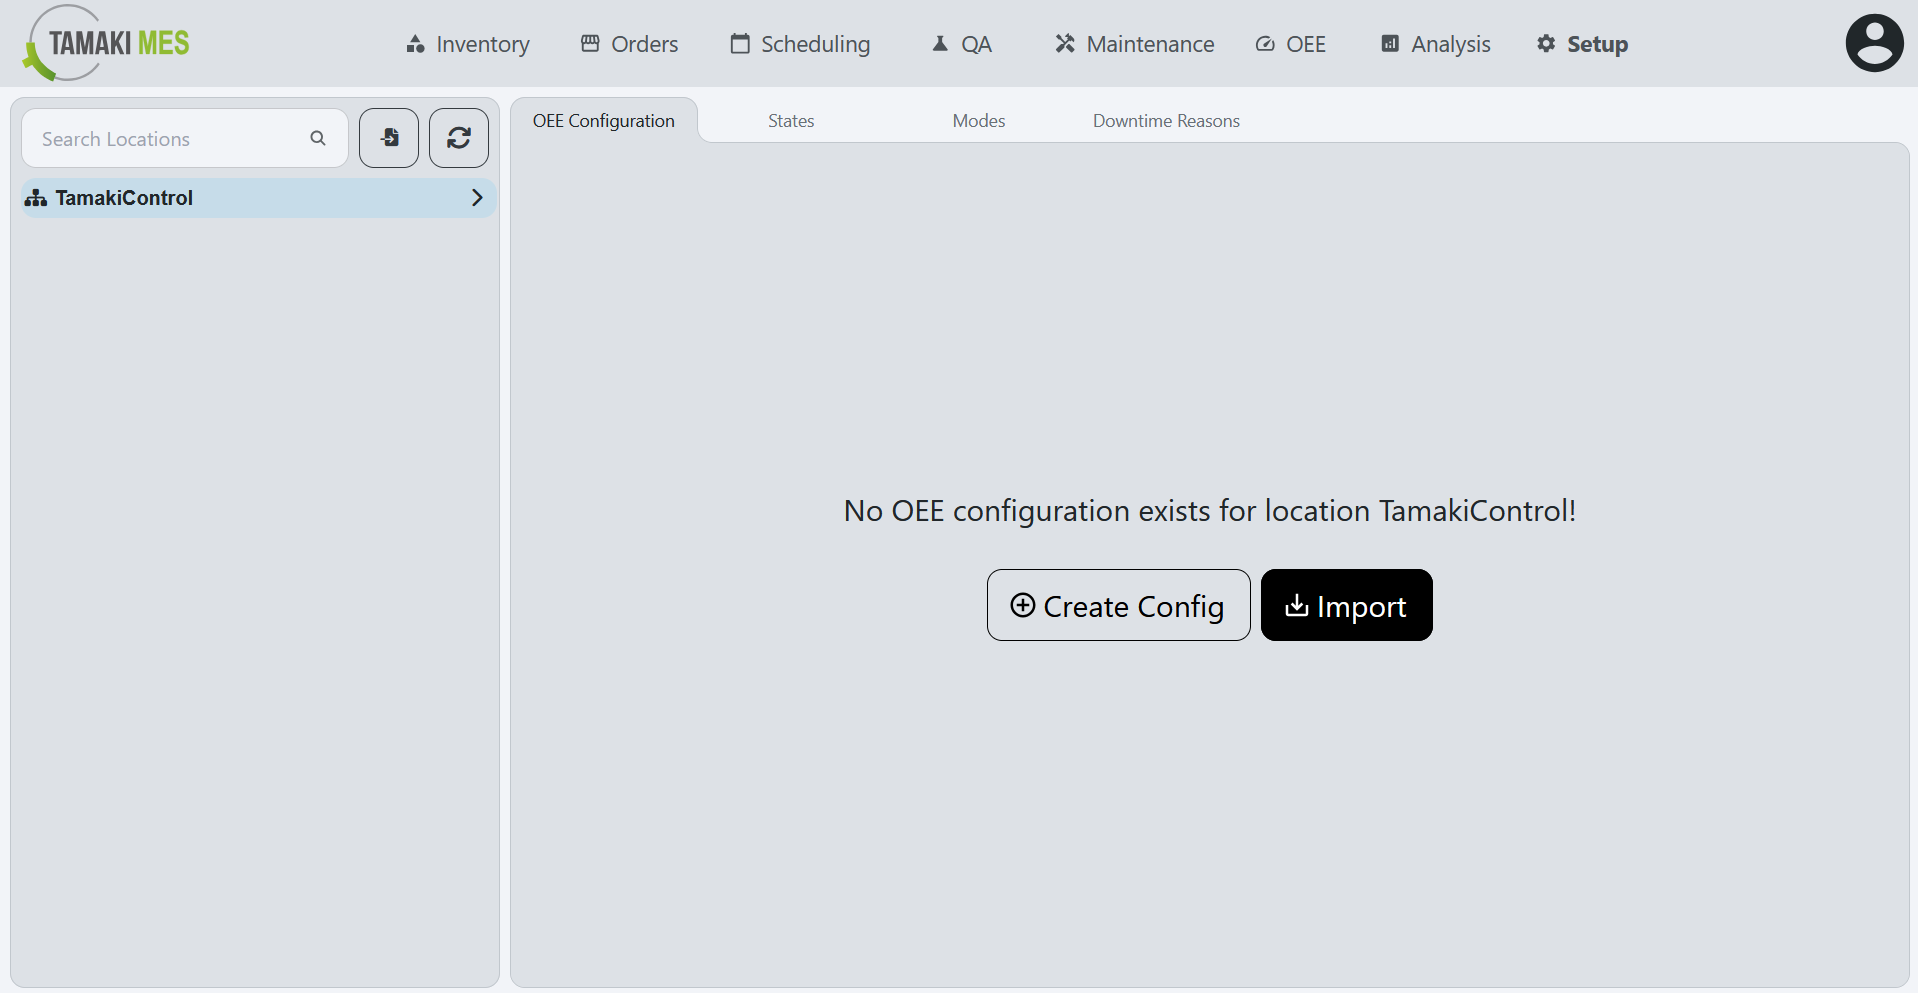 TAMAKI MES
Inventory
Orders
Scheduling
QA
Maintenance
OEE
Analysis
Setup
Search Locations
TamakiControl
OEE Configuration
States
Modes
Downtime Reasons
No OEE configuration exists for location TamakiControl!
Create Config
Import